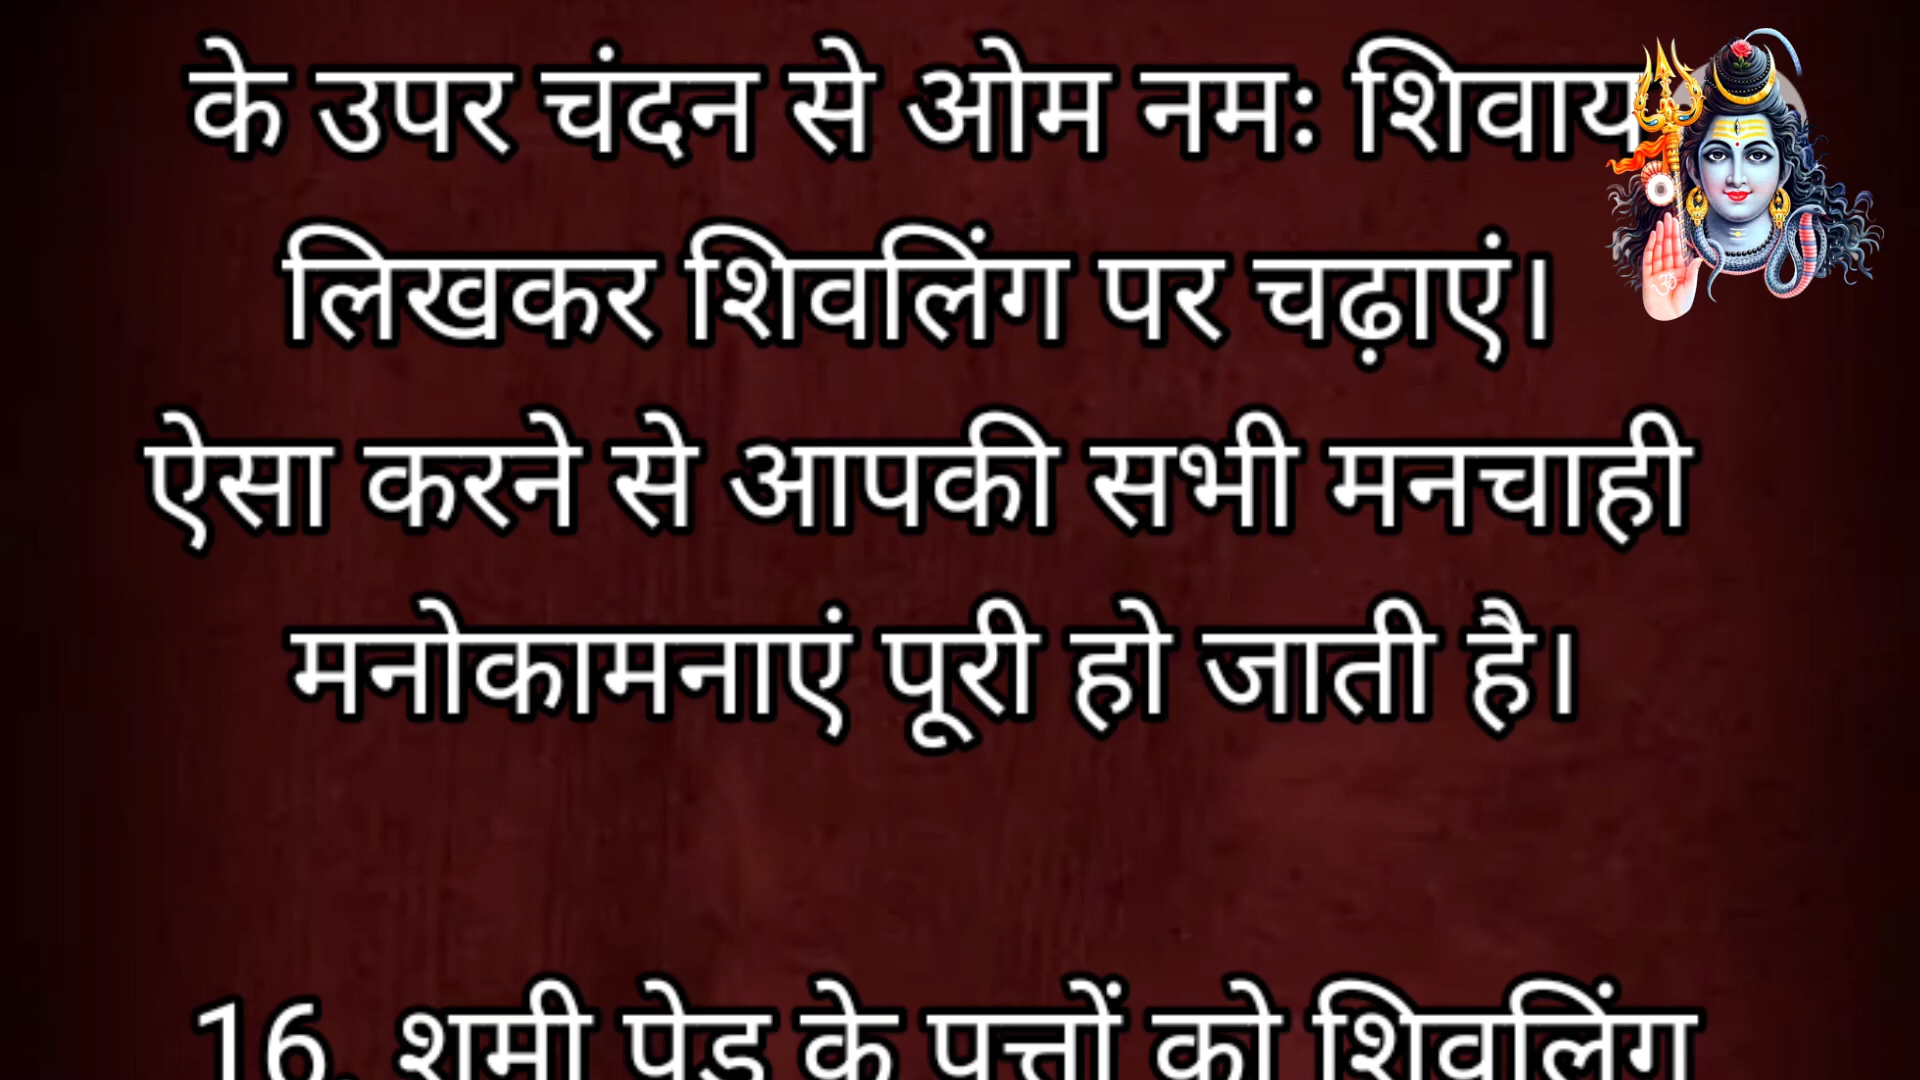 के उपर चंदन से ओम नमः शिवाय
लिखकर शिवलिंग पर चढ़ाएं।
ऐसा करने से आपकी सभी मनचाही
मनोकामनाएं पूरी हो जाती है।
16. शमी पेड़ के पत्तों को शिवलिंग
ॐ